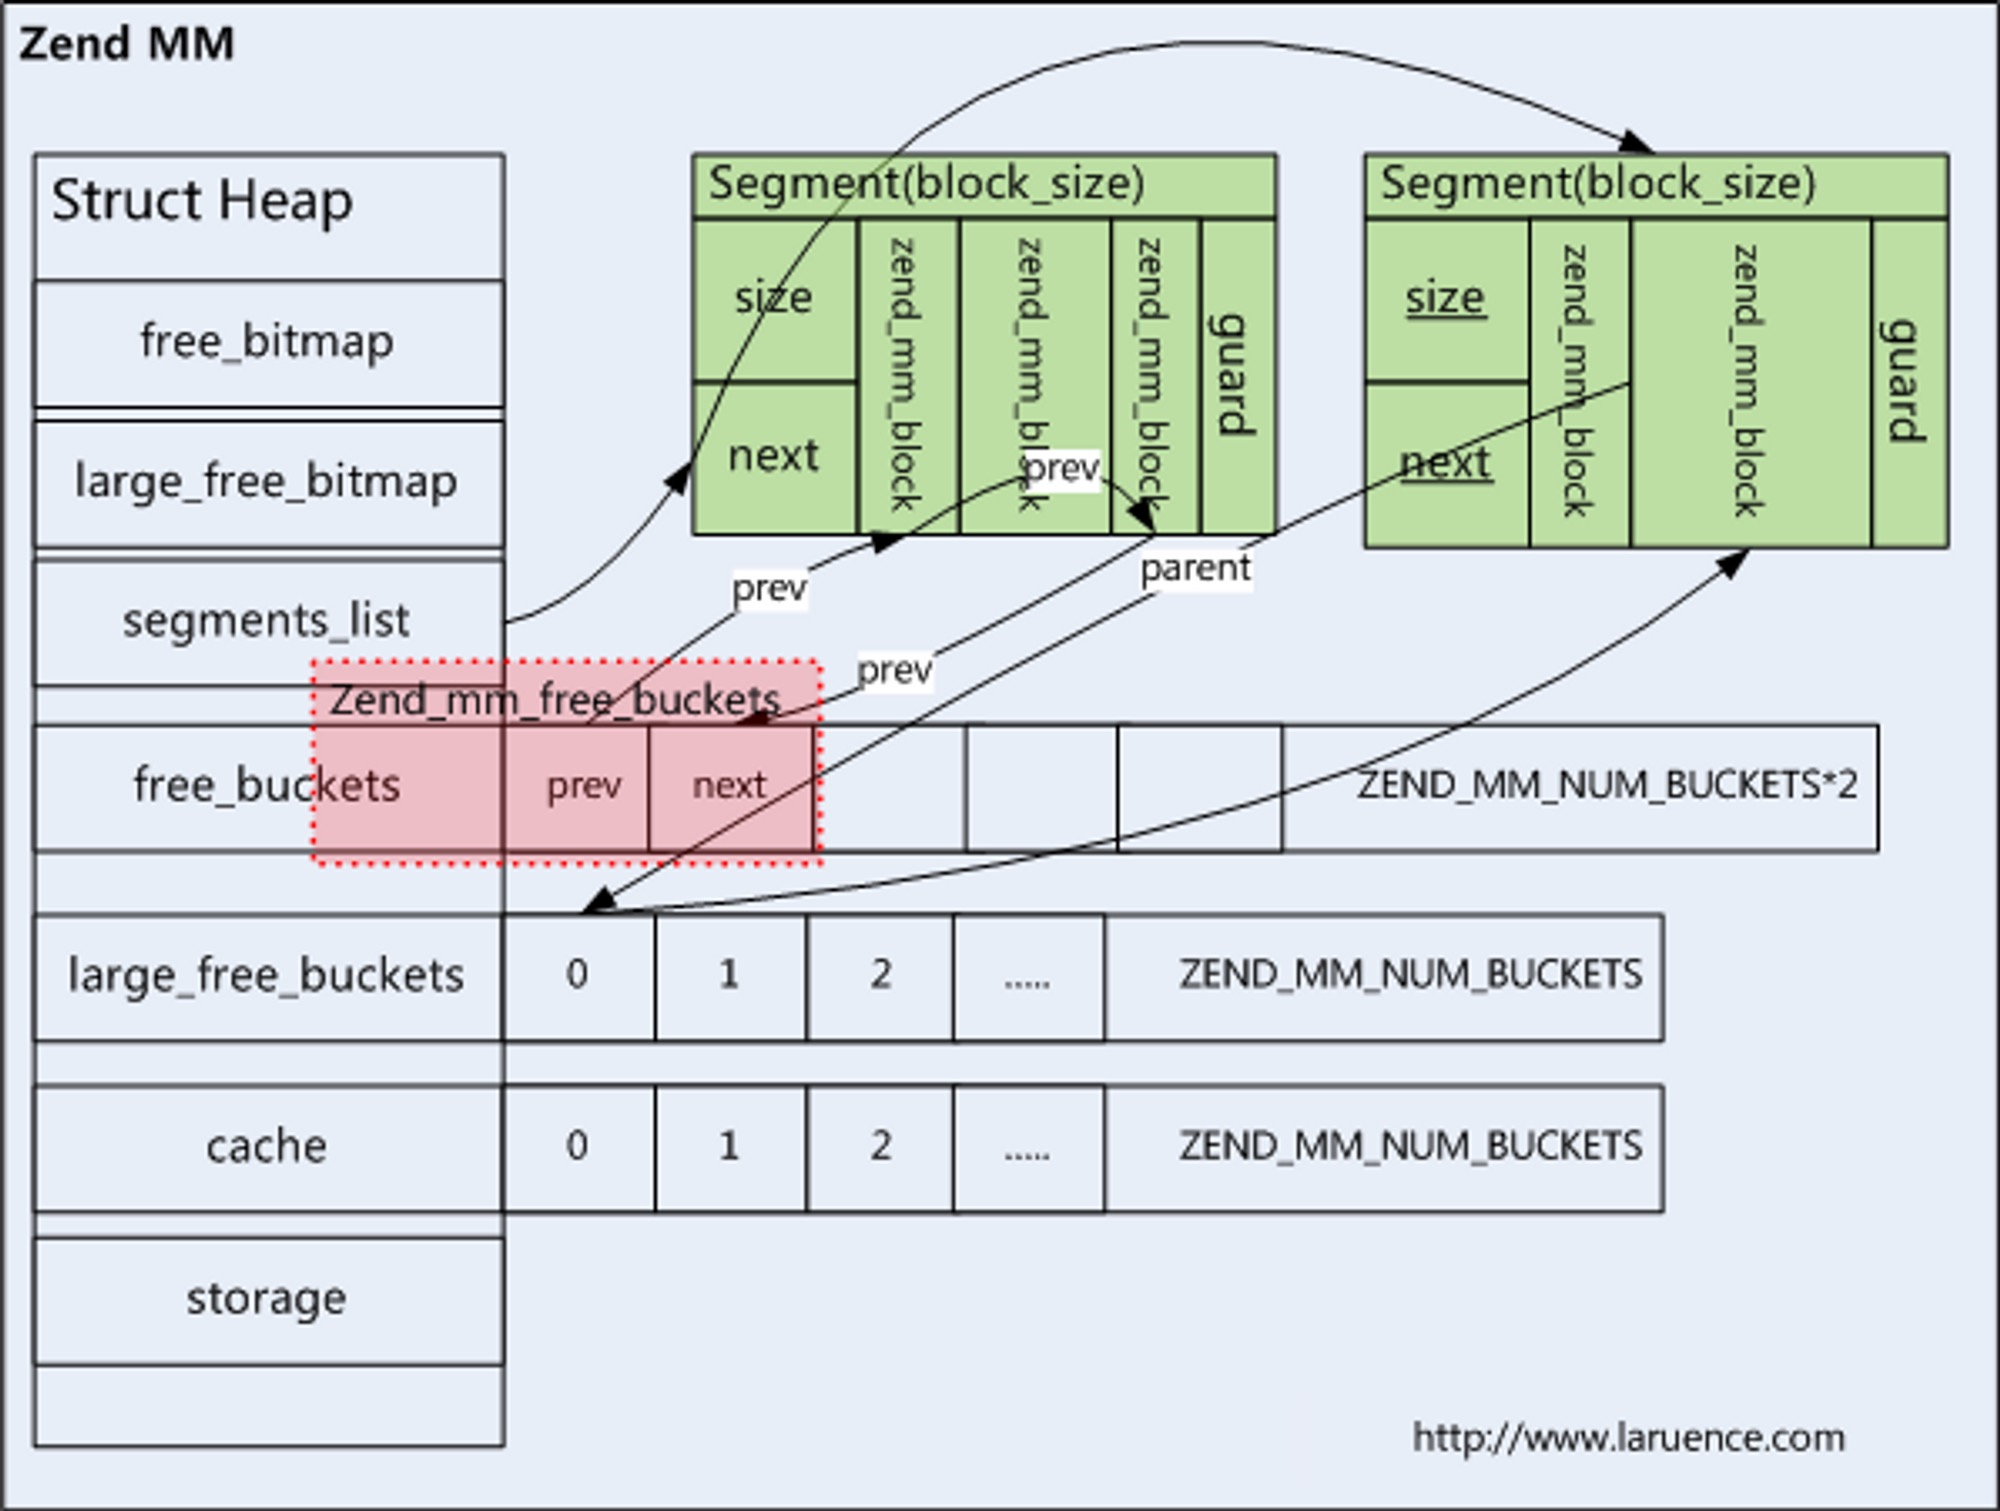 Zend MM
Struct Heap
free_bitmap
large_free_bitmap
segments_list
Segment(block_size)
size
next
zend_mm_block
zend_mm_block
zend_mm_block
guard
Segment(block_size)
size
next
zend_mm_block
zend_mm_block
guard
prev
prev
parent
prev
Zend_mm_free_buckets
free_buckets
prev
next
ZEND_MM_NUM_BUCKETS*2
large_free_buckets
0
1
2
.....
ZEND_MM_NUM_BUCKETS
cache
0
1
2
.....
ZEND_MM_NUM_BUCKETS
storage
http://www.laruence.com